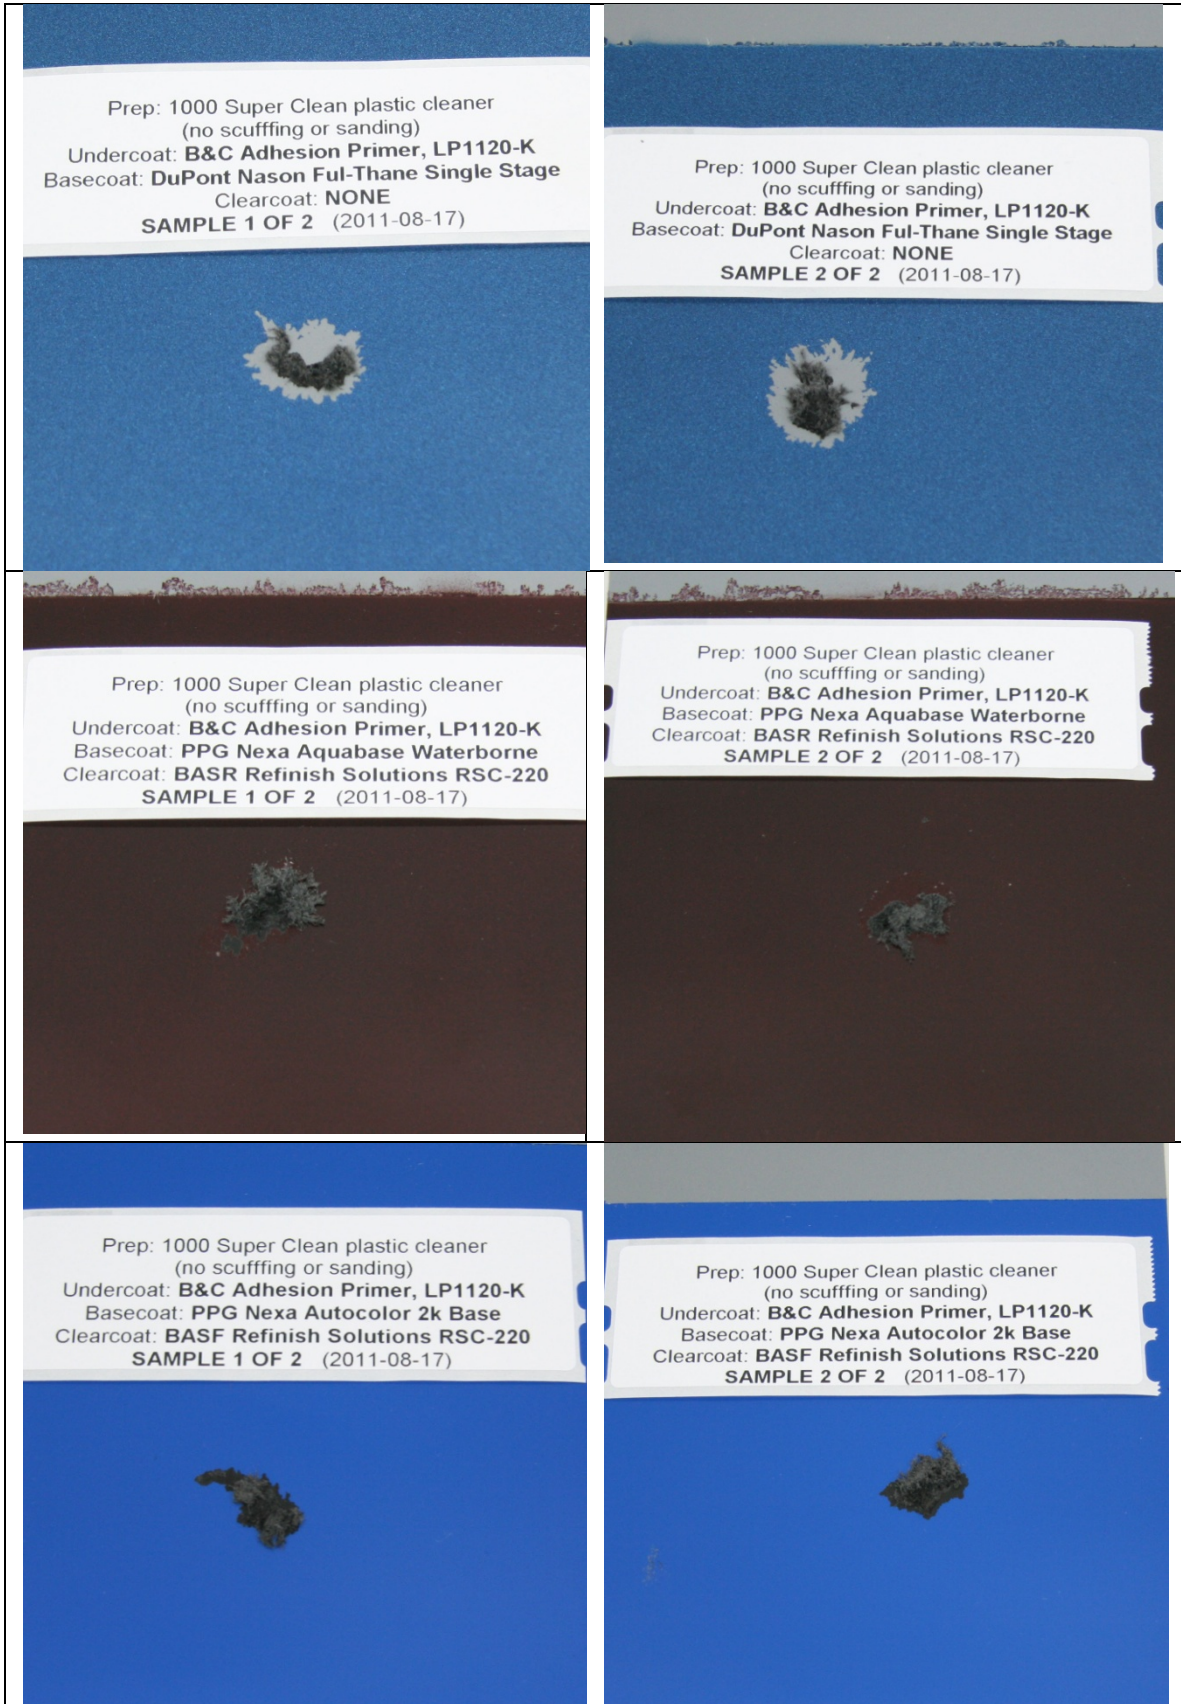 Prep: 1000 Super Clean plastic cleaner
(no scufffing or sanding)
Undercoat: B&C Adhesion Primer, LP1120-K
Basecoat: DuPont Nason Ful-Thane Single Stage
Clearcoat: NONE
SAMPLE 1 OF 2 (2011-08-17)
Prep: 1000 Super Clean plastic cleaner
(no scufffing or sanding)
Undercoat: B&C Adhesion Primer, LP1120-K
Basecoat: DuPont Nason Ful-Thane Single Stage
Clearcoat: NONE
SAMPLE 2 OF 2 (2011-08-17)
Prep: 1000 Super Clean plastic cleaner
(no scufffing or sanding)
Undercoat: B&C Adhesion Primer, LP1120-K
Basecoat: PPG Nexa Aquabase Waterborne
Clearcoat: BASR Refinish Solutions RSC-220
SAMPLE 1 OF 2 (2011-08-17)
Prep: 1000 Super Clean plastic cleaner
(no scufffing or sanding)
Undercoat: B&C Adhesion Primer, LP1120-K
Basecoat: PPG Nexa Aquabase Waterborne
Clearcoat: BASR Refinish Solutions RSC-220
SAMPLE 2 OF 2 (2011-08-17)
Prep: 1000 Super Clean plastic cleaner
(no scufffing or sanding)
Undercoat: B&C Adhesion Primer, LP1120-K
Basecoat: PPG Nexa Autocolor 2k Base
Clearcoat: BASF Refinish Solutions RSC-220
SAMPLE 1 OF 2 (2011-08-17)
Prep: 1000 Super Clean plastic cleaner
(no scufffing or sanding)
Undercoat: B&C Adhesion Primer, LP1120-K
Basecoat: PPG Nexa Autocolor 2k Base
Clearcoat: BASF Refinish Solutions RSC-220
SAMPLE 2 OF 2 (2011-08-17)